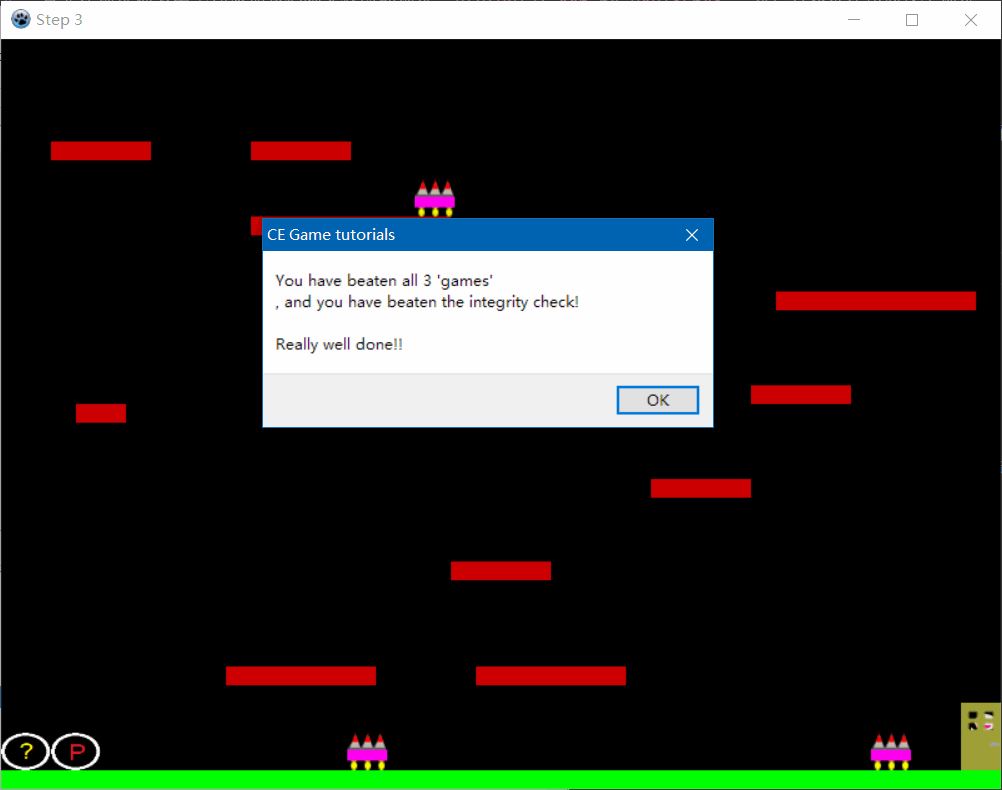 Step 3
CE Game tutorials
You have beaten all 3 'games'
, and you have beaten the integrity check!
Really well done!!
OK
? P